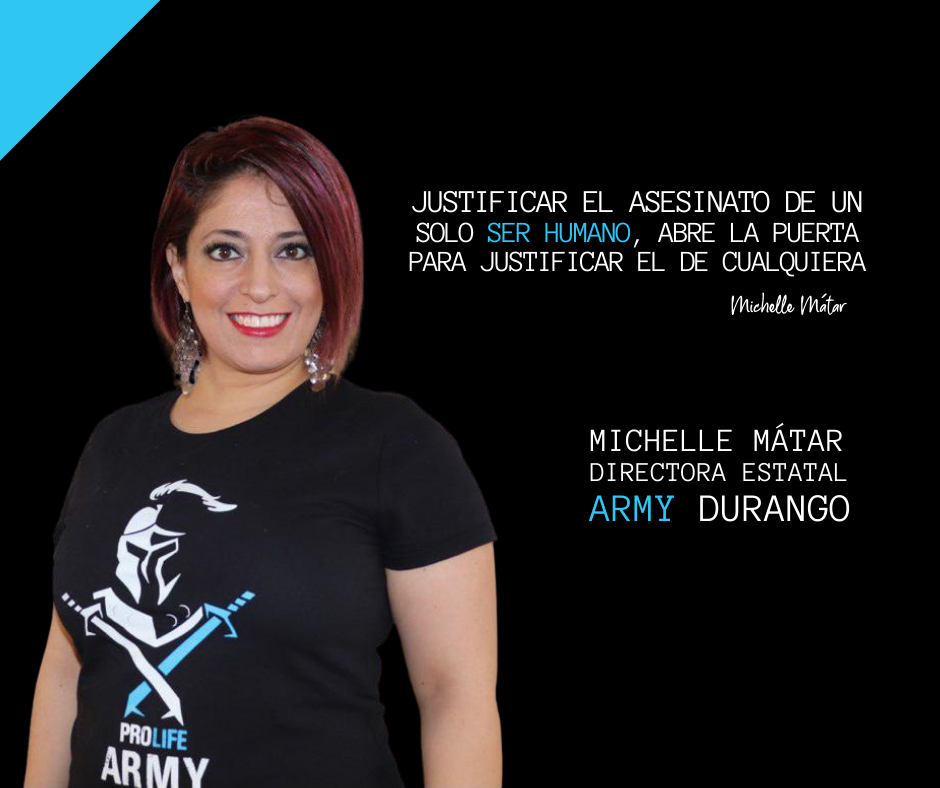 JUSTIFICAR EL ASESINATO DE UN
SOLO SER HUMANO, ABRE LA PUERTA
PARA JUSTIFICAR EL DE CUALQUIERA
Michelle Mátar
MICHELLE MÁTAR
DIRECTORA ESTATAL
ARMY DURANGO
PROLIFE
ARMY